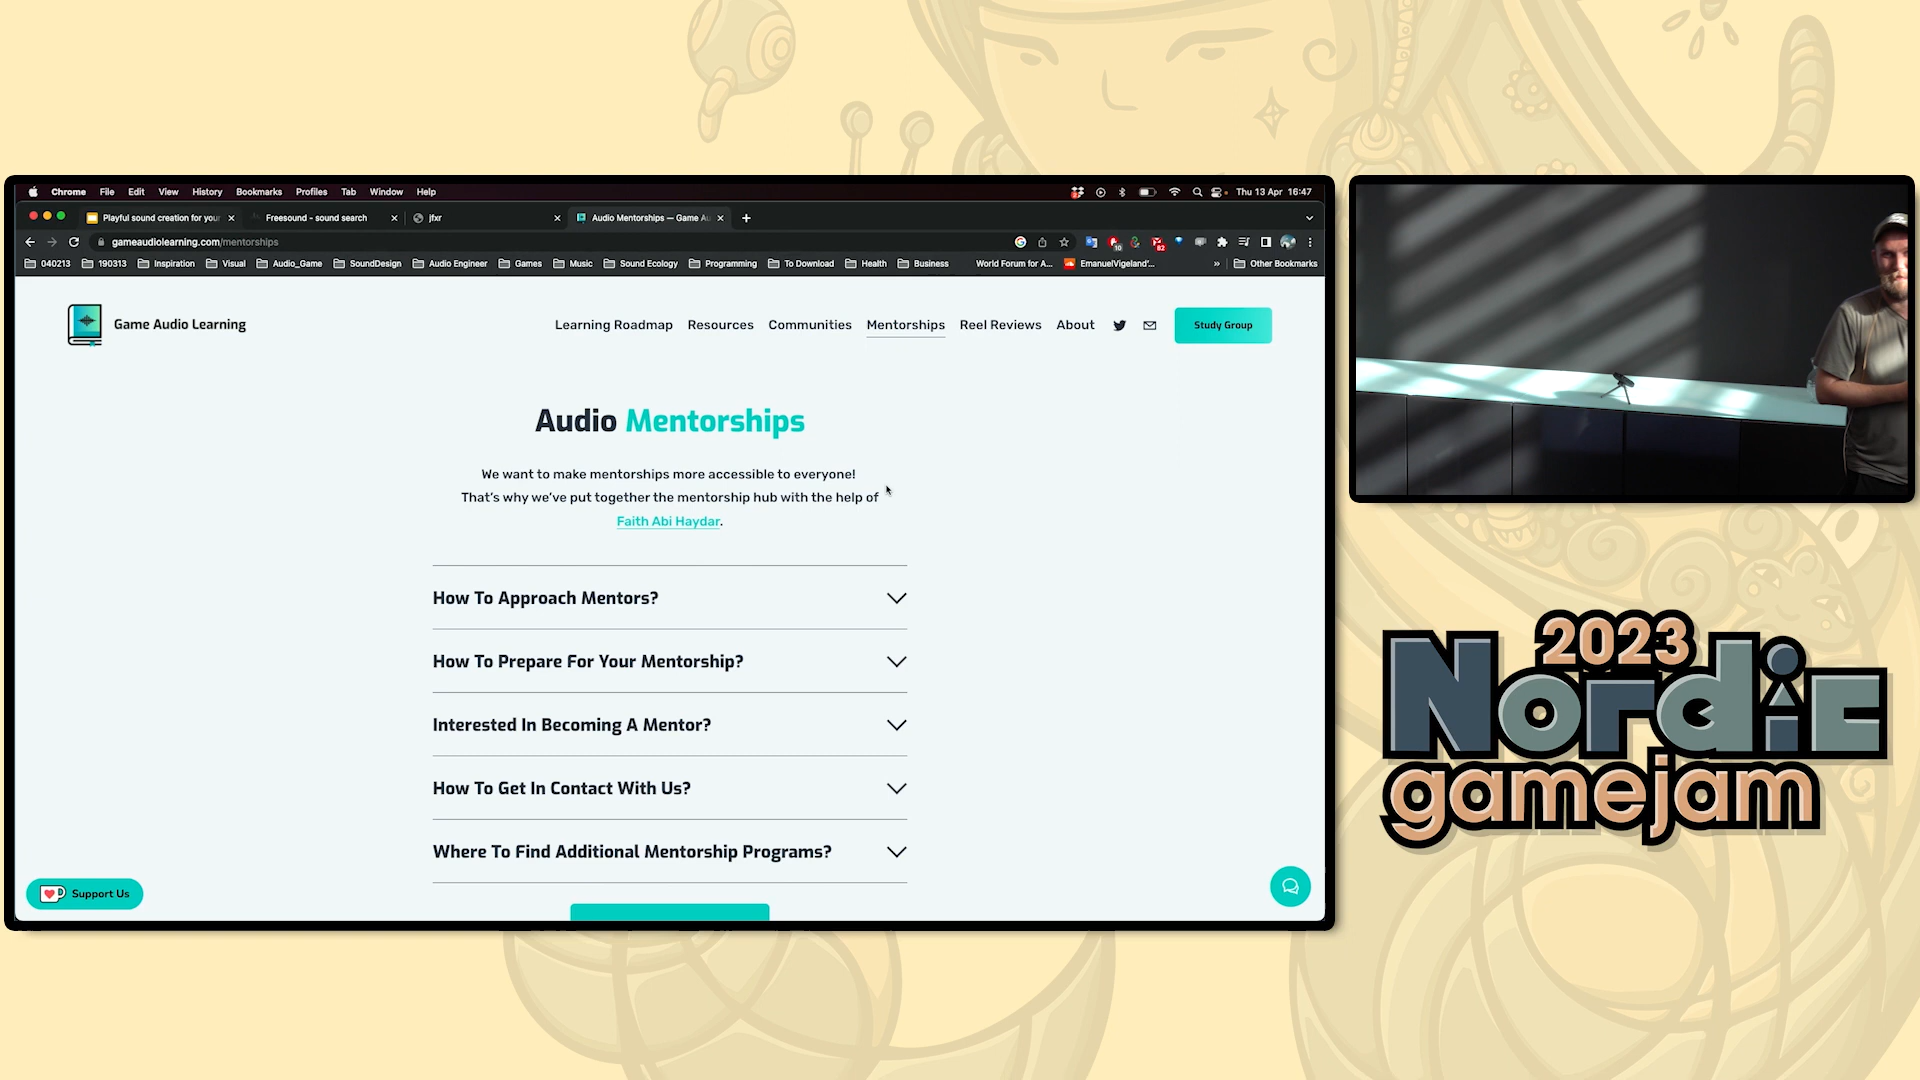 Chrome File Edit View History Bookmarks Profiles Tab Window Help
Thu 13 Apr 16:47
Playful sound creation for your
Freesound - sound search
jfxr
Audio Mentorships — Game Au
gameaudiolearning.com/mentorships
040213 190313 Inspiration Visual Audio_Game SoundDesign Audio Engineer Games Music Sound Ecology Programming To Download Health Business World Forum for A... EmanuelVigeland'... » Other Bookmarks
Game Audio Learning
Learning Roadmap Resources Communities Mentorships Reel Reviews About
Study Group
Audio Mentorships
We want to make mentorships more accessible to everyone!
That's why we've put together the mentorship hub with the help of
Faith Abi Haydar.
How To Approach Mentors?
How To Prepare For Your Mentorship?
Interested In Becoming A Mentor?
How To Get In Contact With Us?
Where To Find Additional Mentorship Programs?
Support Us
2023
Nordic
gamejam